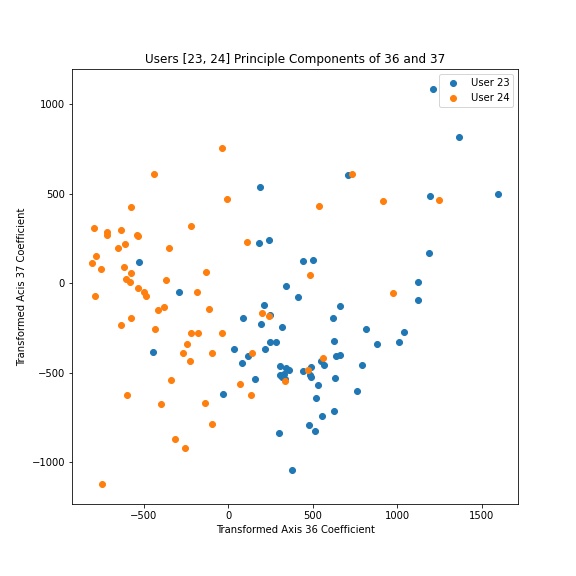 Users [23, 24] Principle Components of 36 and 37
User 23
User 24
1000
500
0
−500
−1000
Transformed Acis 37 Coefficient
−500
0
500
1000
1500
Transformed Axis 36 Coefficient